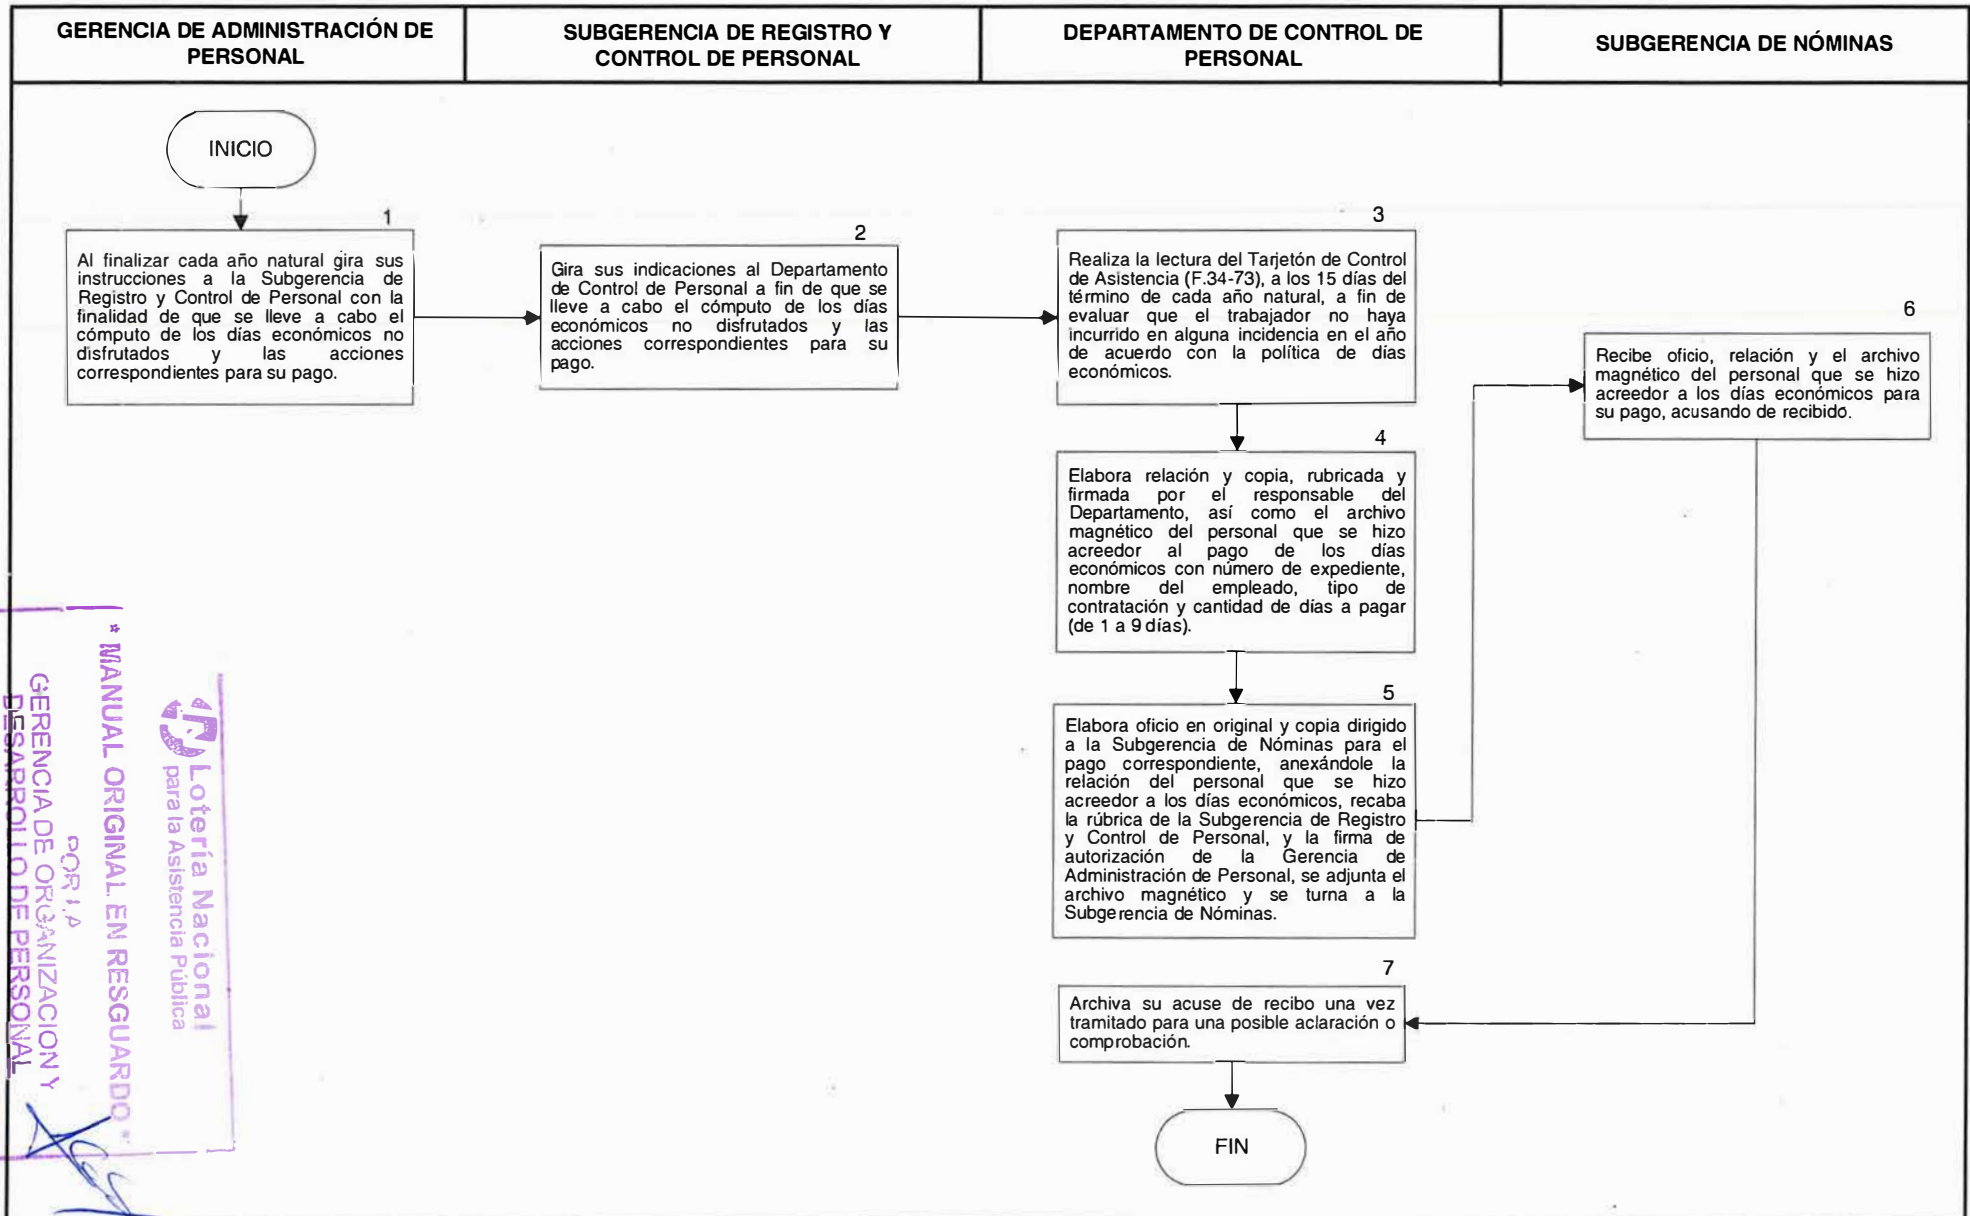 GERENCIA DE ADMINISTRACIÓN DE
PERSONAL
SUBGERENCIA DE REGISTRO Y
CONTROL DE PERSONAL
DEPARTAMENTO DE CONTROL DE
PERSONAL
SUBGERENCIA DE NÓMINAS
INICIO
1
Al finalizar cada año natural gira sus
instrucciones a la Subgerencia de
Registro y Control de Personal con la
finalidad de que se lleve a cabo el
cómputo de los días económicos no
disfrutados y las acciones
correspondientes para su pago.
2
Gira sus indicaciones al Departamento
de Control de Personal a fin de que se
lleve a cabo el cómputo de los días
económicos no disfrutados y las
acciones correspondientes para su
pago.
3
Realiza la lectura del Tarjetón de Control
de Asistencia (F.34-73), a los 15 días del
término de cada año natural, a fin de
evaluar que el trabajador no haya
incurrido en alguna incidencia en el año
de acuerdo con la política de días
económicos.
4
Elabora relación y copia, rubricada y
firmada por el responsable del
Departamento, así como el archivo
magnético del personal que se hizo
acreedor al pago de los días
económicos con número de expediente,
nombre del empleado, tipo de
contratación y cantidad de días a pagar
(de 1 a 9 días).
5
Elabora oficio en original y copia dirigido
a la Subgerencia de Nóminas para el
pago correspondiente, anexándole la
relación del personal que se hizo
acreedor a los días económicos, recaba
la rúbrica de la Subgerencia de Registro
y Control de Personal, y la firma de
autorización de la Gerencia de
Administración de Personal, se adjunta el
archivo magnético y se turna a la
Subgerencia de Nóminas.
6
Recibe oficio, relación y el archivo
magnético del personal que se hizo
acreedor a los días económicos para
su pago, acusando de recibido.
7
Archiva su acuse de recibo una vez
tramitado para una posible aclaración o
comprobación.
FIN
Lotería Nacional
para la Asistencia Pública
* MANUAL ORIGINAL EN RESGUARDO *
POR LA
GERENCIA DE ORGANIZACION Y
DESARROLLO DE PERSONAL